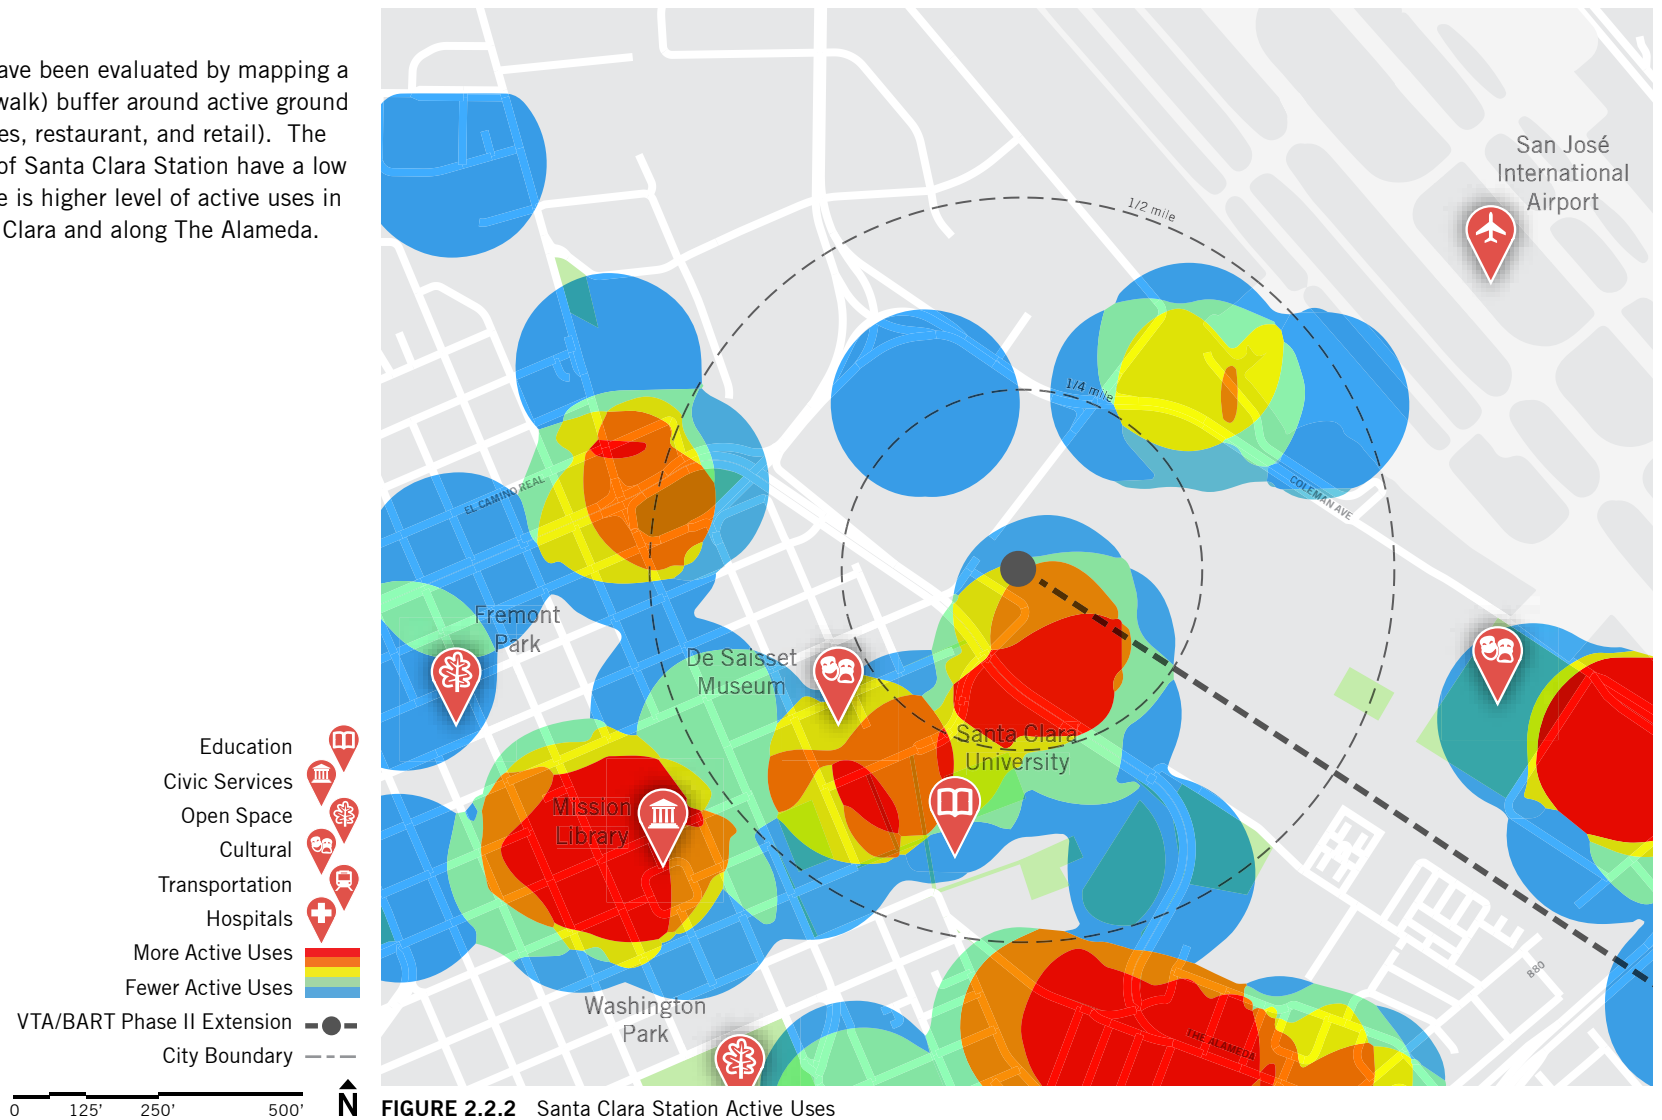 ave been evaluated by mapping a
walk) buffer around active ground
es, restaurant, and retail). The
of Santa Clara Station have a low
e is higher level of active uses in
Clara and along The Alameda.
San José
International
Airport
1/2 mile
1/4 mile
COLEMAN AVE
EL CAMINO REAL
Fremont
Park
De Saisset
Museum
Santa Clara
University
Mission
Library
Washington
Park
THE ALAMEDA
880
Education
Civic Services
Open Space
Cultural
Transportation
Hospitals
More Active Uses
Fewer Active Uses
VTA/BART Phase II Extension
City Boundary
0 125’ 250’ 500’
N
FIGURE 2.2.2 Santa Clara Station Active Uses